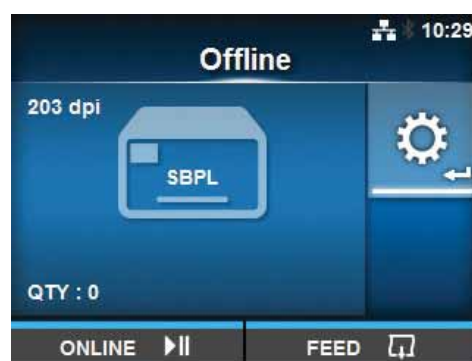 10:29
Offline
203 dpi
SBPL
QTY : 0
ONLINE FEED